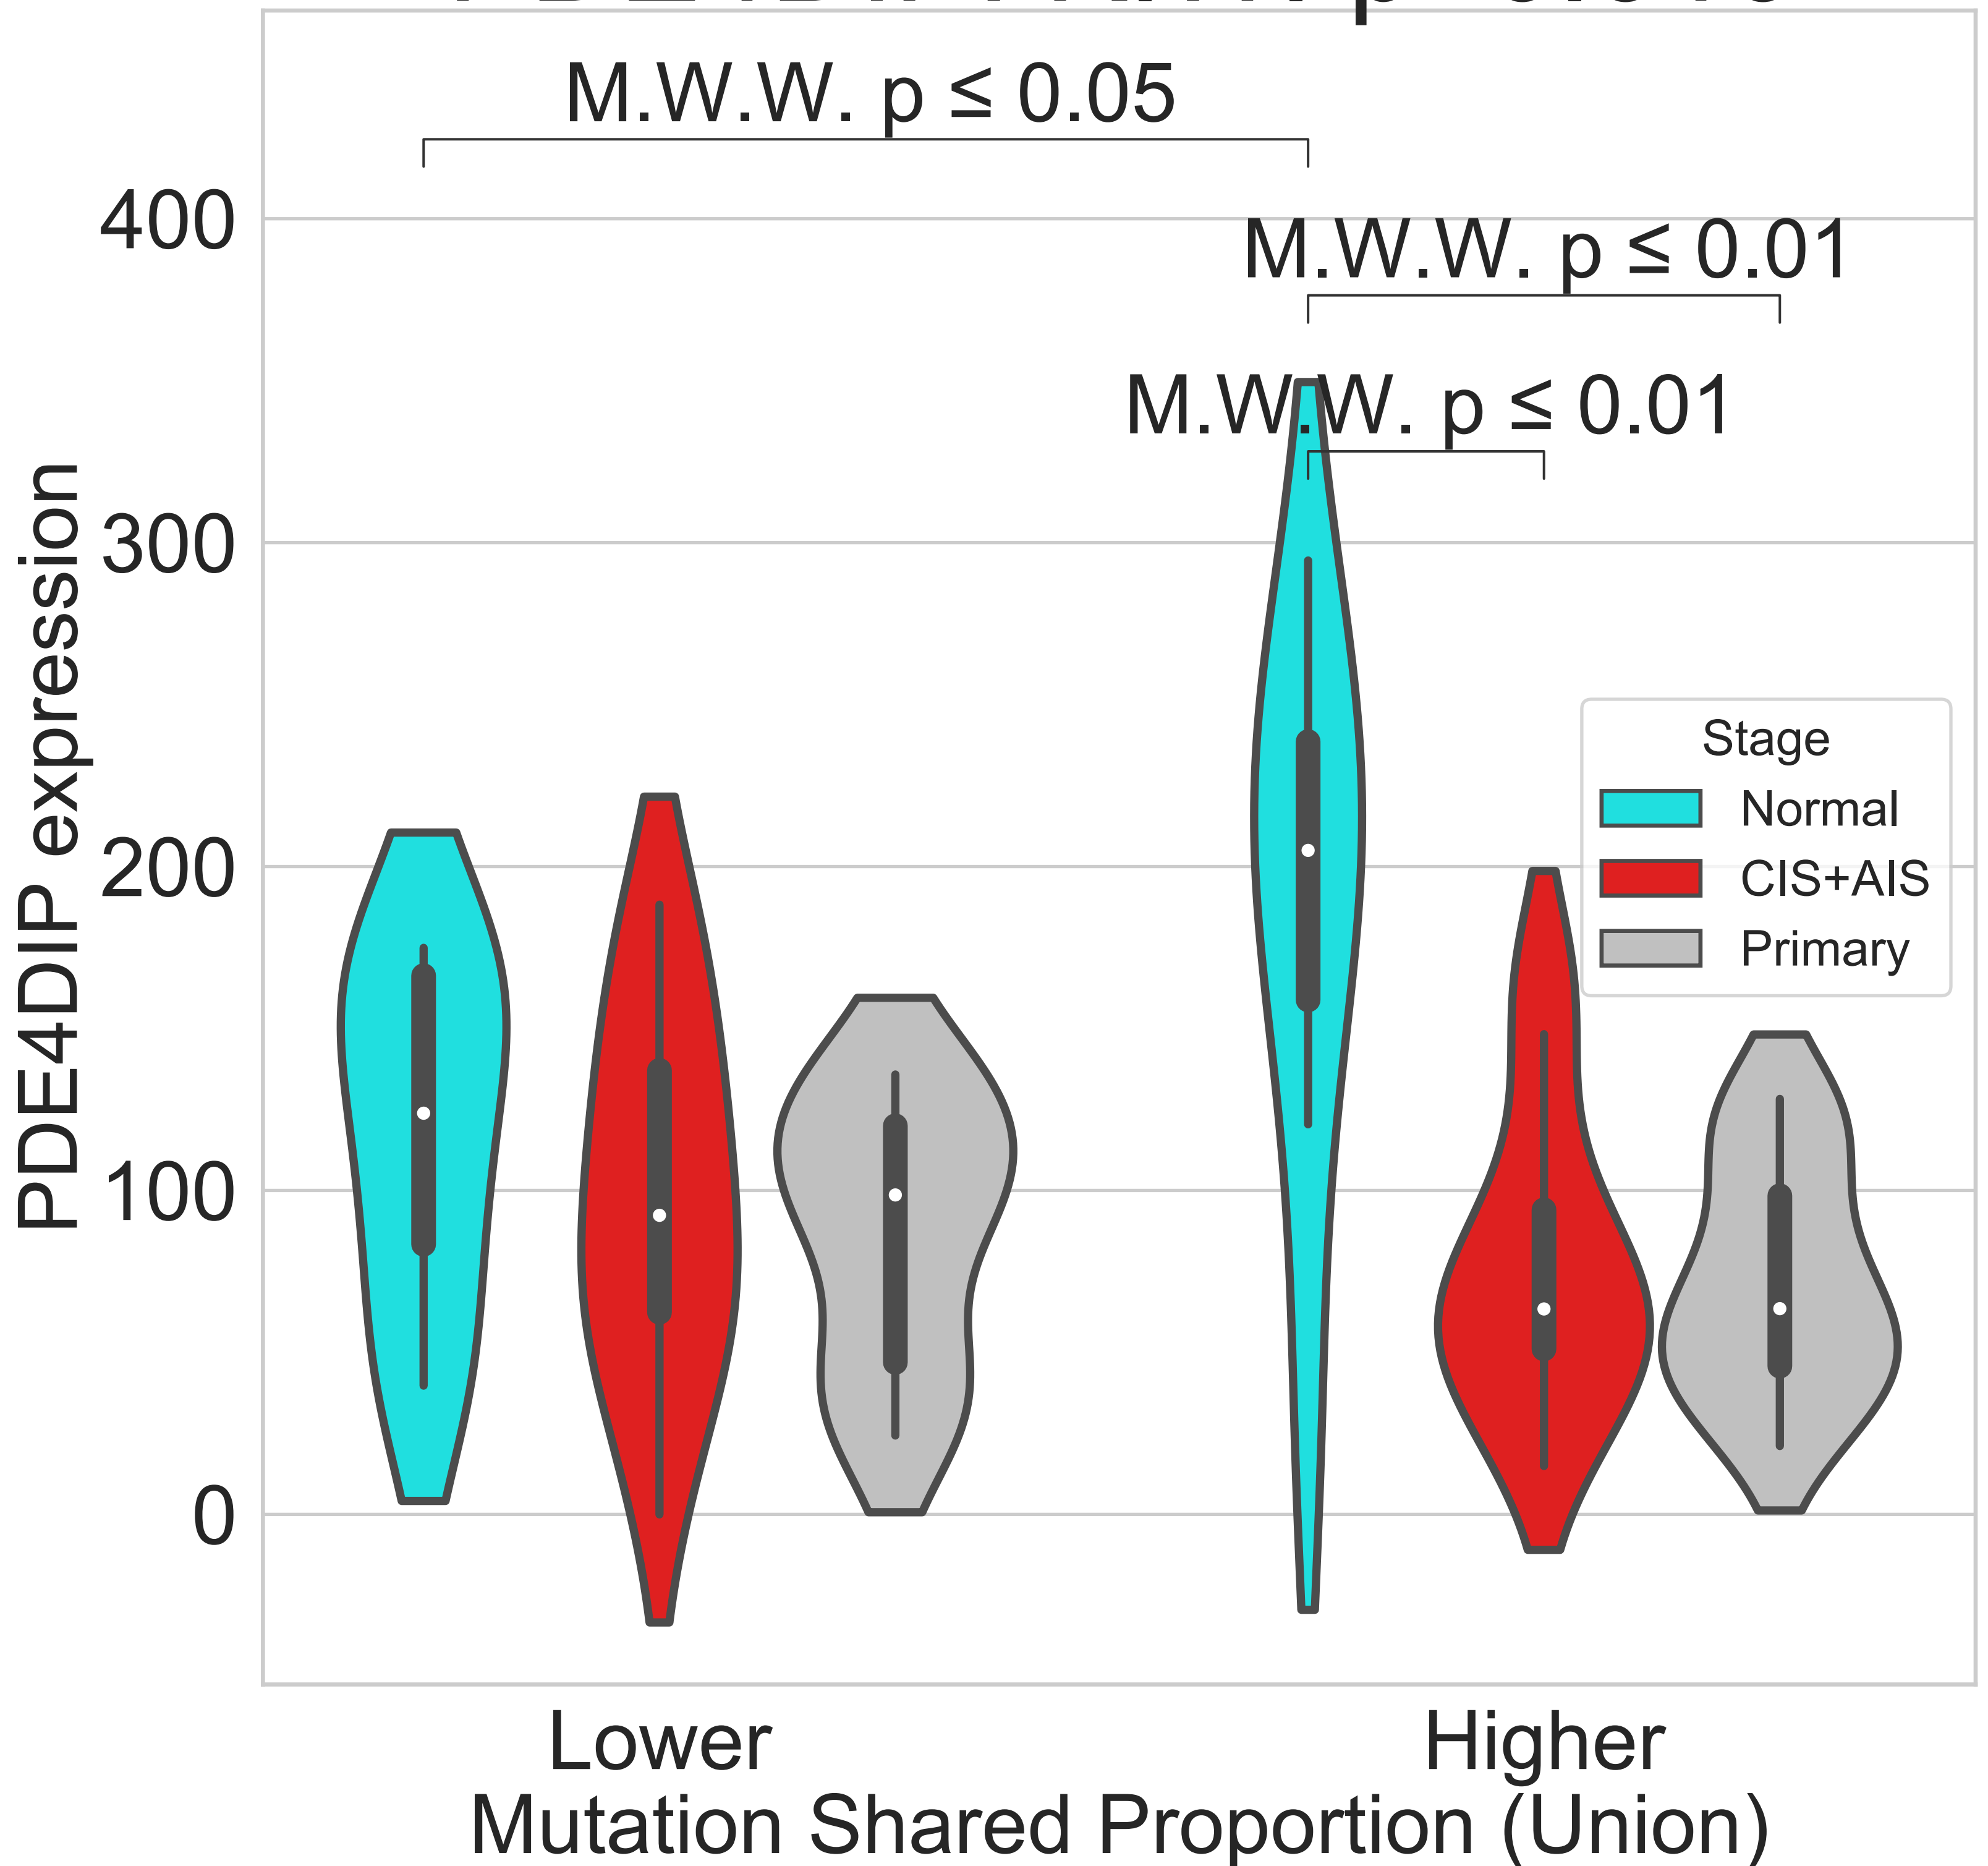 M.W.W. p ≤ 0.05
400
M.W.W. p ≤ 0.01
M.W.W. p ≤ 0.01
300
PDE4DIP expression
Stage
Normal
200
CIS+AIS
Primary
100
0
Lower
Higher
Mutation Shared Proportion (Union)